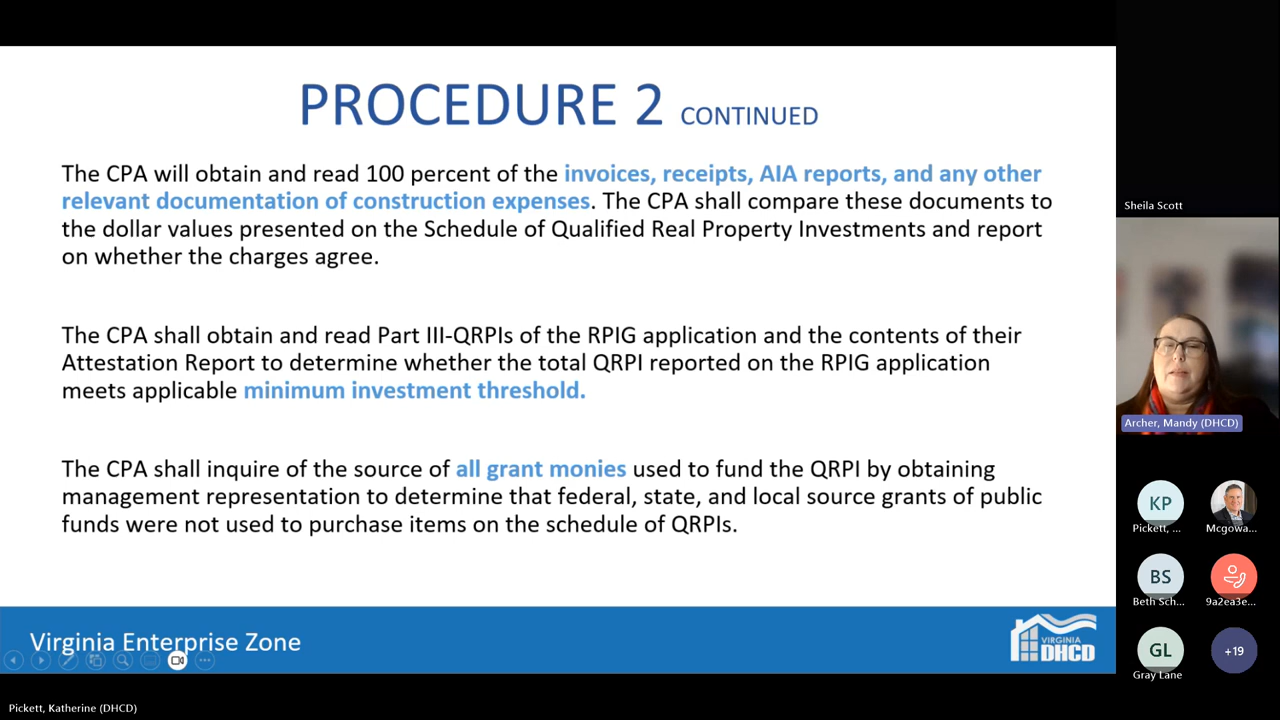 PROCEDURE 2 CONTINUED
The CPA will obtain and read 100 percent of the invoices, receipts, AIA reports, and any other
relevant documentation of construction expenses. The CPA shall compare these documents to
the dollar values presented on the Schedule of Qualified Real Property Investments and report
on whether the charges agree.
The CPA shall obtain and read Part III-QRPIs of the RPIG application and the contents of their
Attestation Report to determine whether the total QRPI reported on the RPIG application
meets applicable minimum investment threshold.
The CPA shall inquire of the source of all grant monies used to fund the QRPI by obtaining
management representation to determine that federal, state, and local source grants of public
funds were not used to purchase items on the schedule of QRPIs.
Virginia Enterprise Zone
VIRGINIA
DHCD
Pickett, Katherine (DHCD)
Sheila Scott
Archer, Mandy (DHCD)
KP
Pickett, ...
Mcgowa...
BS
Beth Sch...
9a2ea3e...
GL
Gray Lane
+19